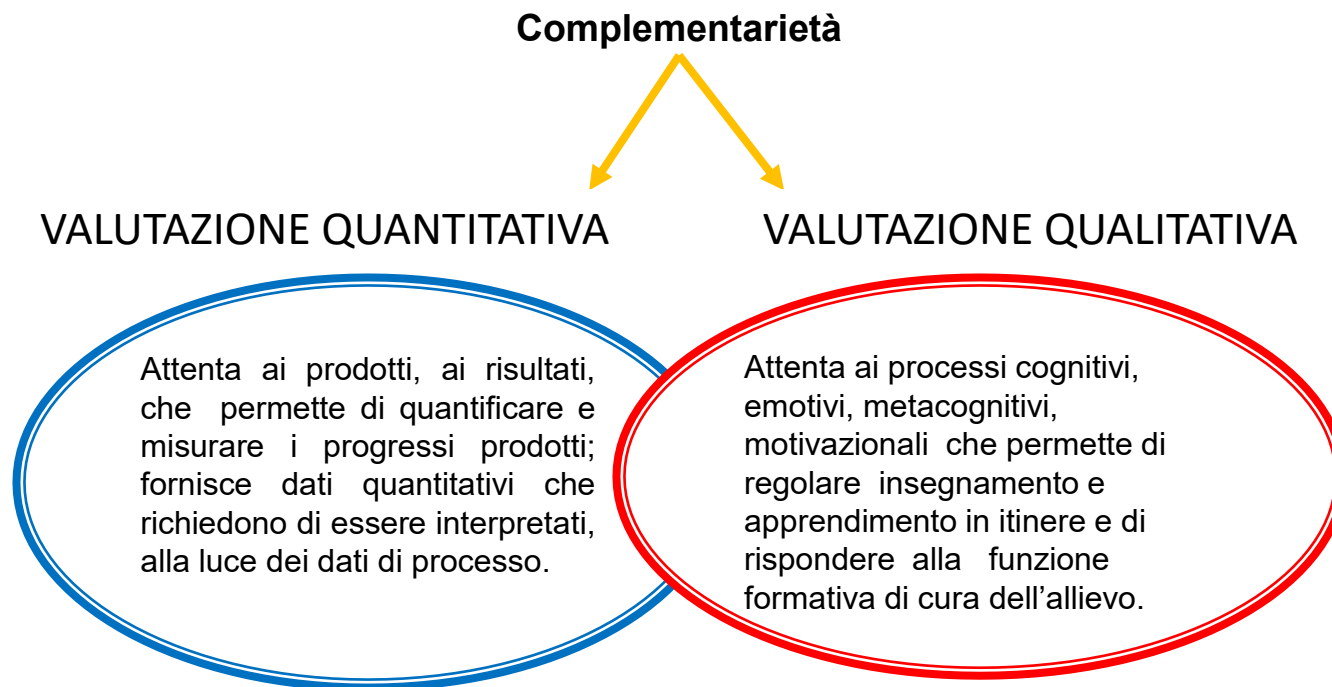 Complementarietà
VALUTAZIONE QUANTITATIVA
Attenta ai prodotti, ai risultati,
che permette di quantificare e
misurare i progressi prodotti;
fornisce dati quantitativi che
richiedono di essere interpretati,
alla luce dei dati di processo.
VALUTAZIONE QUALITATIVA
Attenta ai processi cognitivi,
emotivi, metacognitivi,
motivazionali che permette di
regolare insegnamento e
apprendimento in itinere e di
rispondere alla funzione
formativa di cura dell’allievo.